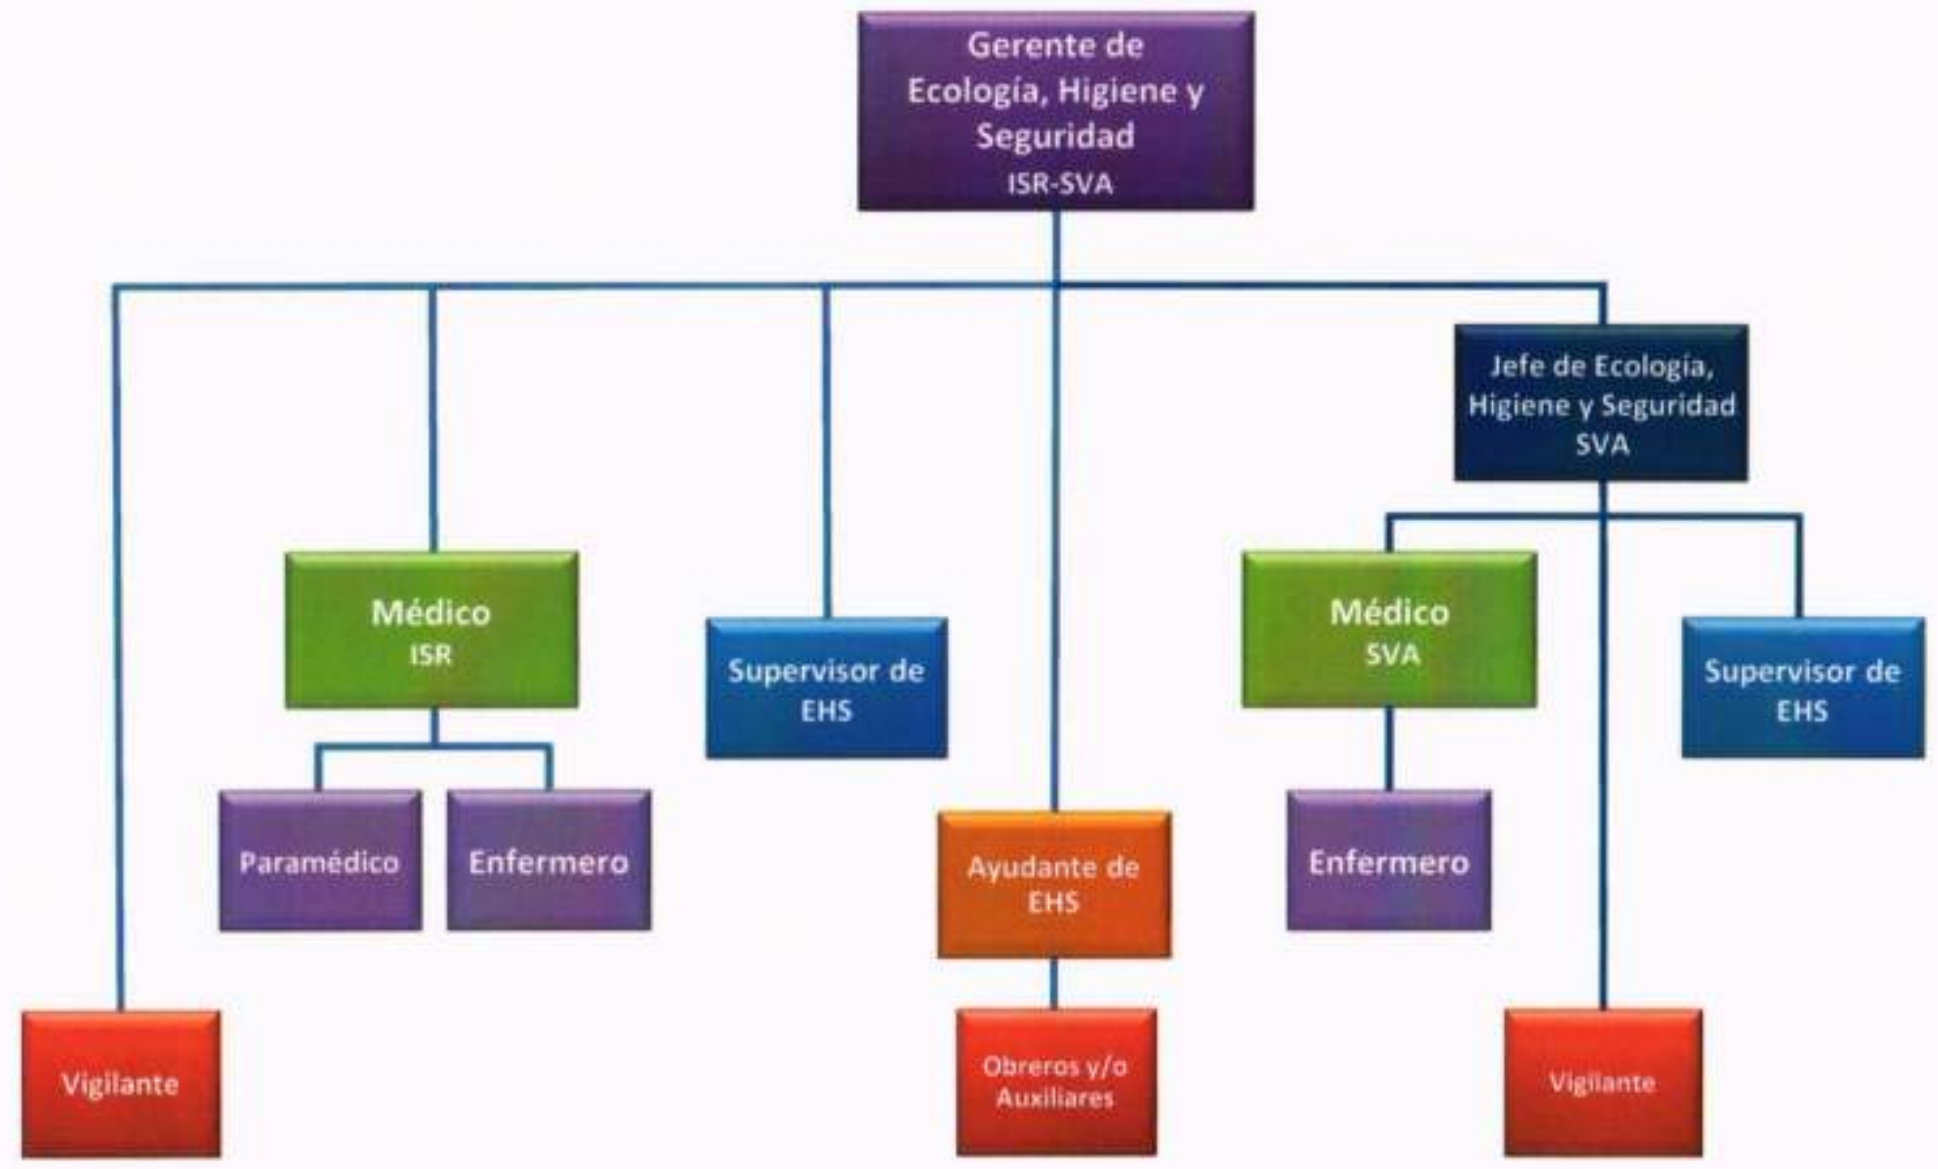 Gerente de
Ecología, Higiene y
Seguridad
ISR-SVA
Jefe de Ecología,
Higiene y Seguridad
SVA
Médico
ISR
Supervisor de
EHS
Médico
SVA
Supervisor de
EHS
Paramédico
Enfermero
Ayudante de
EHS
Enfermero
Vigilante
Obreros y/o
Auxiliares
Vigilante